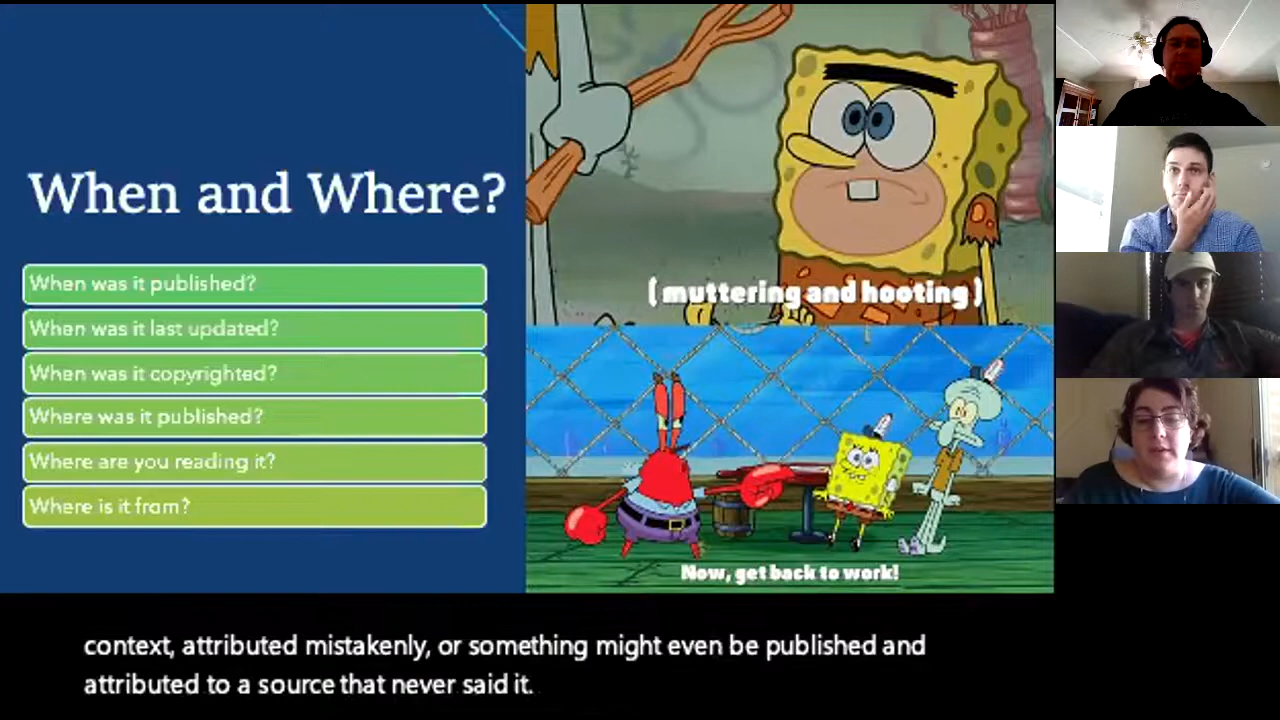 When and Where?
When was it published?
When was it last updated?
When was it copyrighted?
Where was it published?
Where are you reading it?
Where is it from?
(muttering and hooting)
Now, get back to work!
context, attributed mistakenly, or something might even be published and
attributed to a source that never said it.